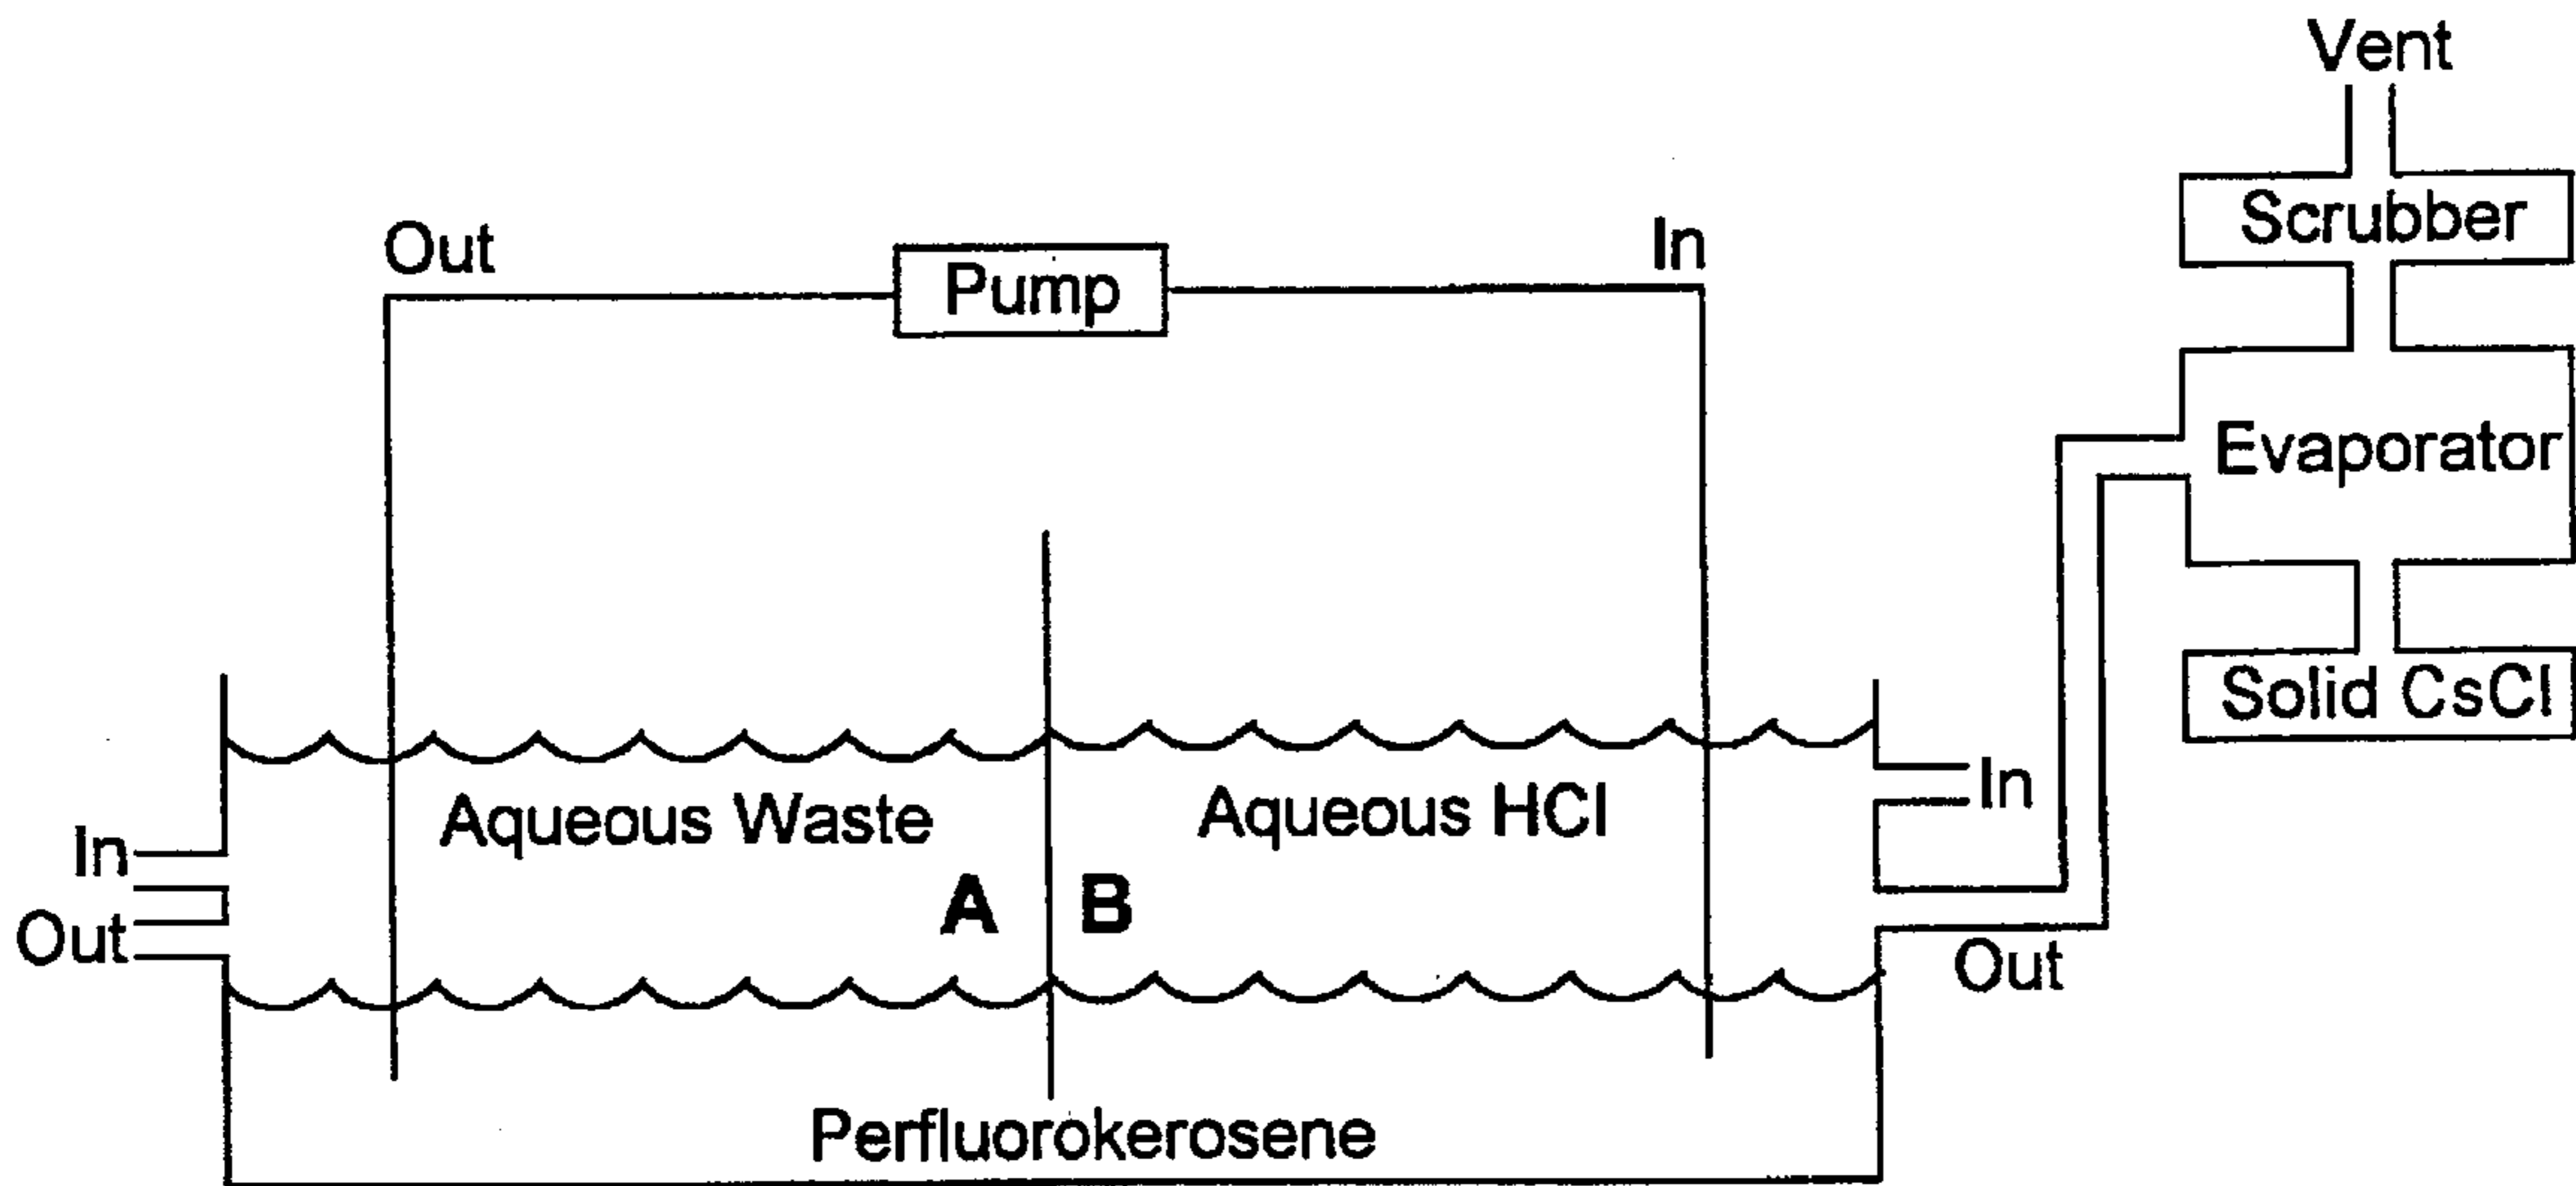 Vent
Scrubber
Out
Pump
In
Evaporator
Solid CsCl
Aqueous Waste
Aqueous HCl
In
In
A
B
Out
Out
Perfluorokerosene